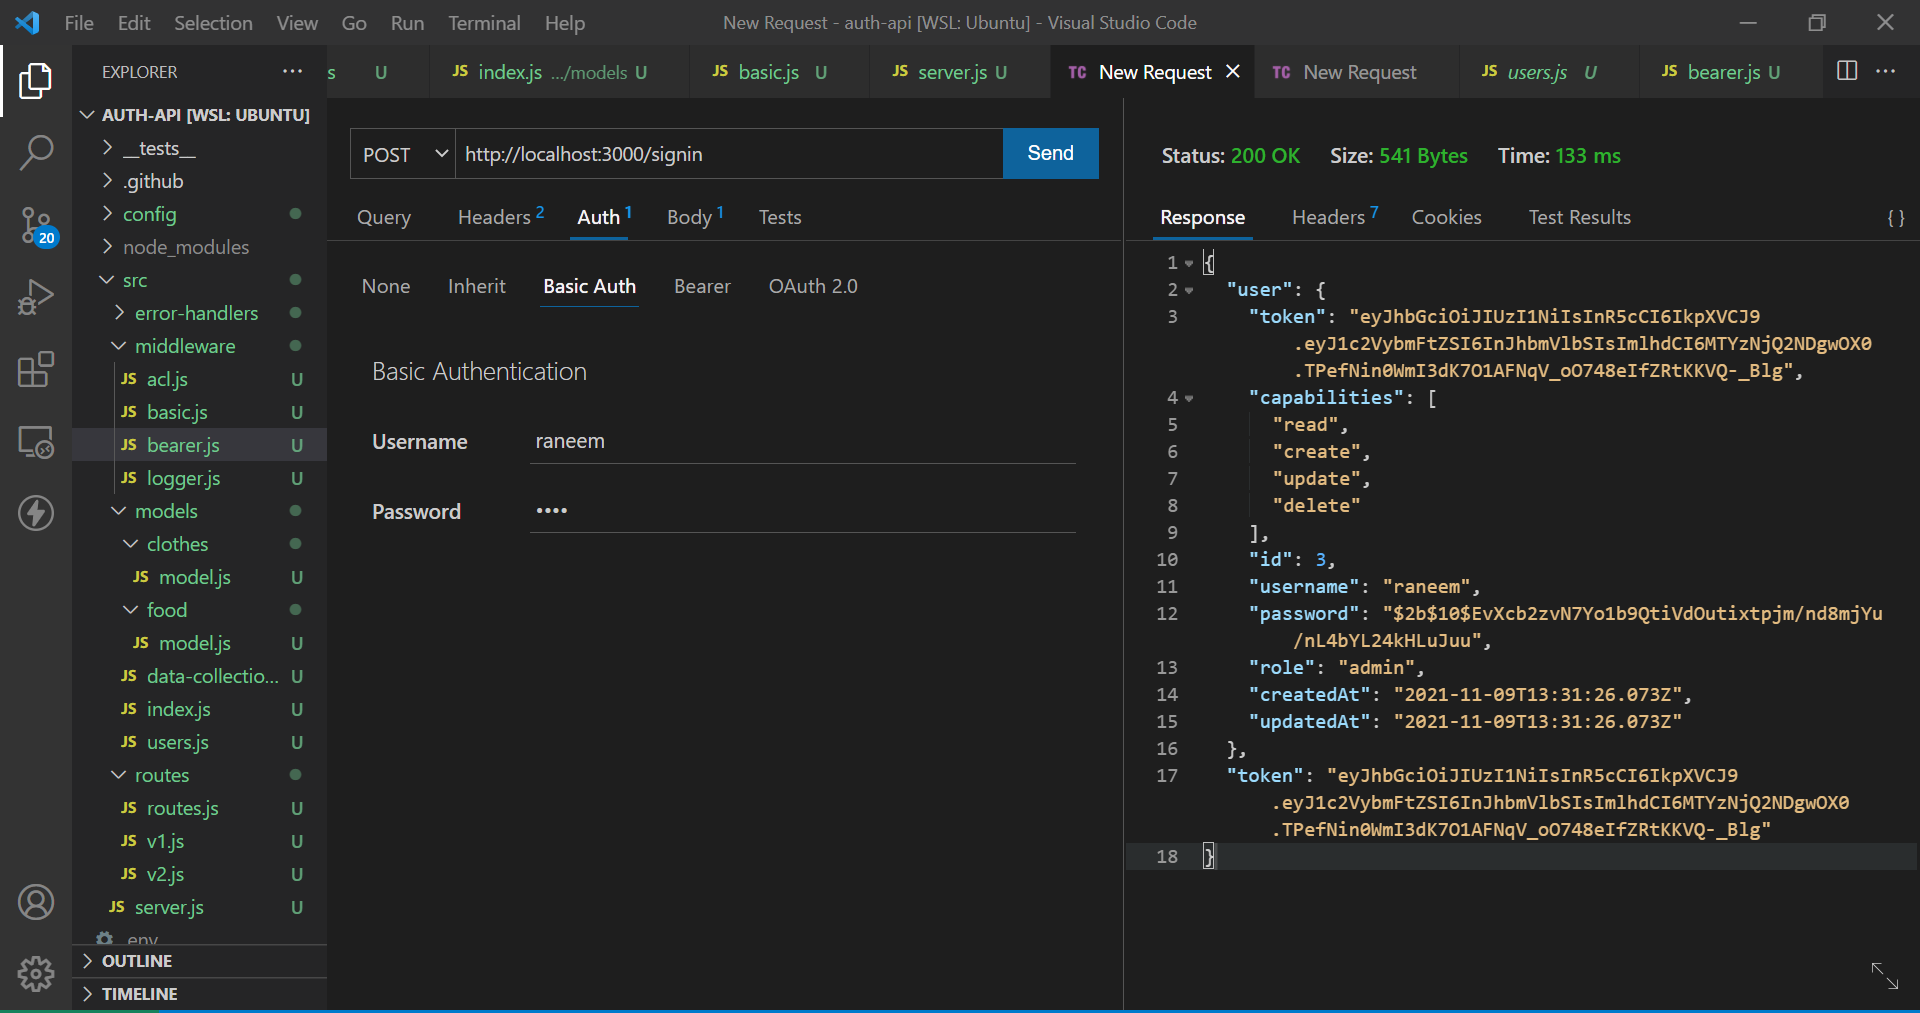 File Edit Selection View Go Run Terminal Help
New Request - auth-api [WSL: Ubuntu] - Visual Studio Code
EXPLORER ···
s U
JS index.js .../models U
JS basic.js U
JS server.js U
TC New Request
TC New Request
JS users.js U
JS bearer.js U
20
AUTH-API [WSL: UBUNTU]
__tests__
.github
config
node_modules
src
error-handlers
middleware
JS acl.js U
JS basic.js U
JS bearer.js U
JS logger.js U
models
clothes
JS model.js U
food
JS model.js U
JS data-collectio... U
JS index.js U
JS users.js U
routes
JS routes.js U
JS v1.js U
JS v2.js U
JS server.js U
.env
OUTLINE
TIMELINE
POST http://localhost:3000/signin Send
Query Headers 2 Auth 1 Body 1 Tests
None Inherit Basic Auth Bearer OAuth 2.0
Basic Authentication
Username raneem
Password ••••
Status: 200 OK Size: 541 Bytes Time: 133 ms
Response Headers 7 Cookies Test Results { }
1 {
2 "user": {
3 "token": "eyJhbGciOiJIUzI1NiIsInR5cCI6IkpXVCJ9
.eyJ1c2VybmFtZSI6InJhbmVlbSIsImlhdCI6MTYzNjQ2NDgwOX0
.TPefNin0WmI3dK7O1AFNqV_oO748eIfZRtKKVQ-_Blg",
4 "capabilities": [
5 "read",
6 "create",
7 "update",
8 "delete"
9 ],
10 "id": 3,
11 "username": "raneem",
12 "password": "$2b$10$EvXcb2zvN7Yo1b9QtiVdOutixtpjm/nd8mjYu
/nL4bYL24kHLuJuu",
13 "role": "admin",
14 "createdAt": "2021-11-09T13:31:26.073Z",
15 "updatedAt": "2021-11-09T13:31:26.073Z"
16 },
17 "token": "eyJhbGciOiJIUzI1NiIsInR5cCI6IkpXVCJ9
.eyJ1c2VybmFtZSI6InJhbmVlbSIsImlhdCI6MTYzNjQ2NDgwOX0
.TPefNin0WmI3dK7O1AFNqV_oO748eIfZRtKKVQ-_Blg"
18 }